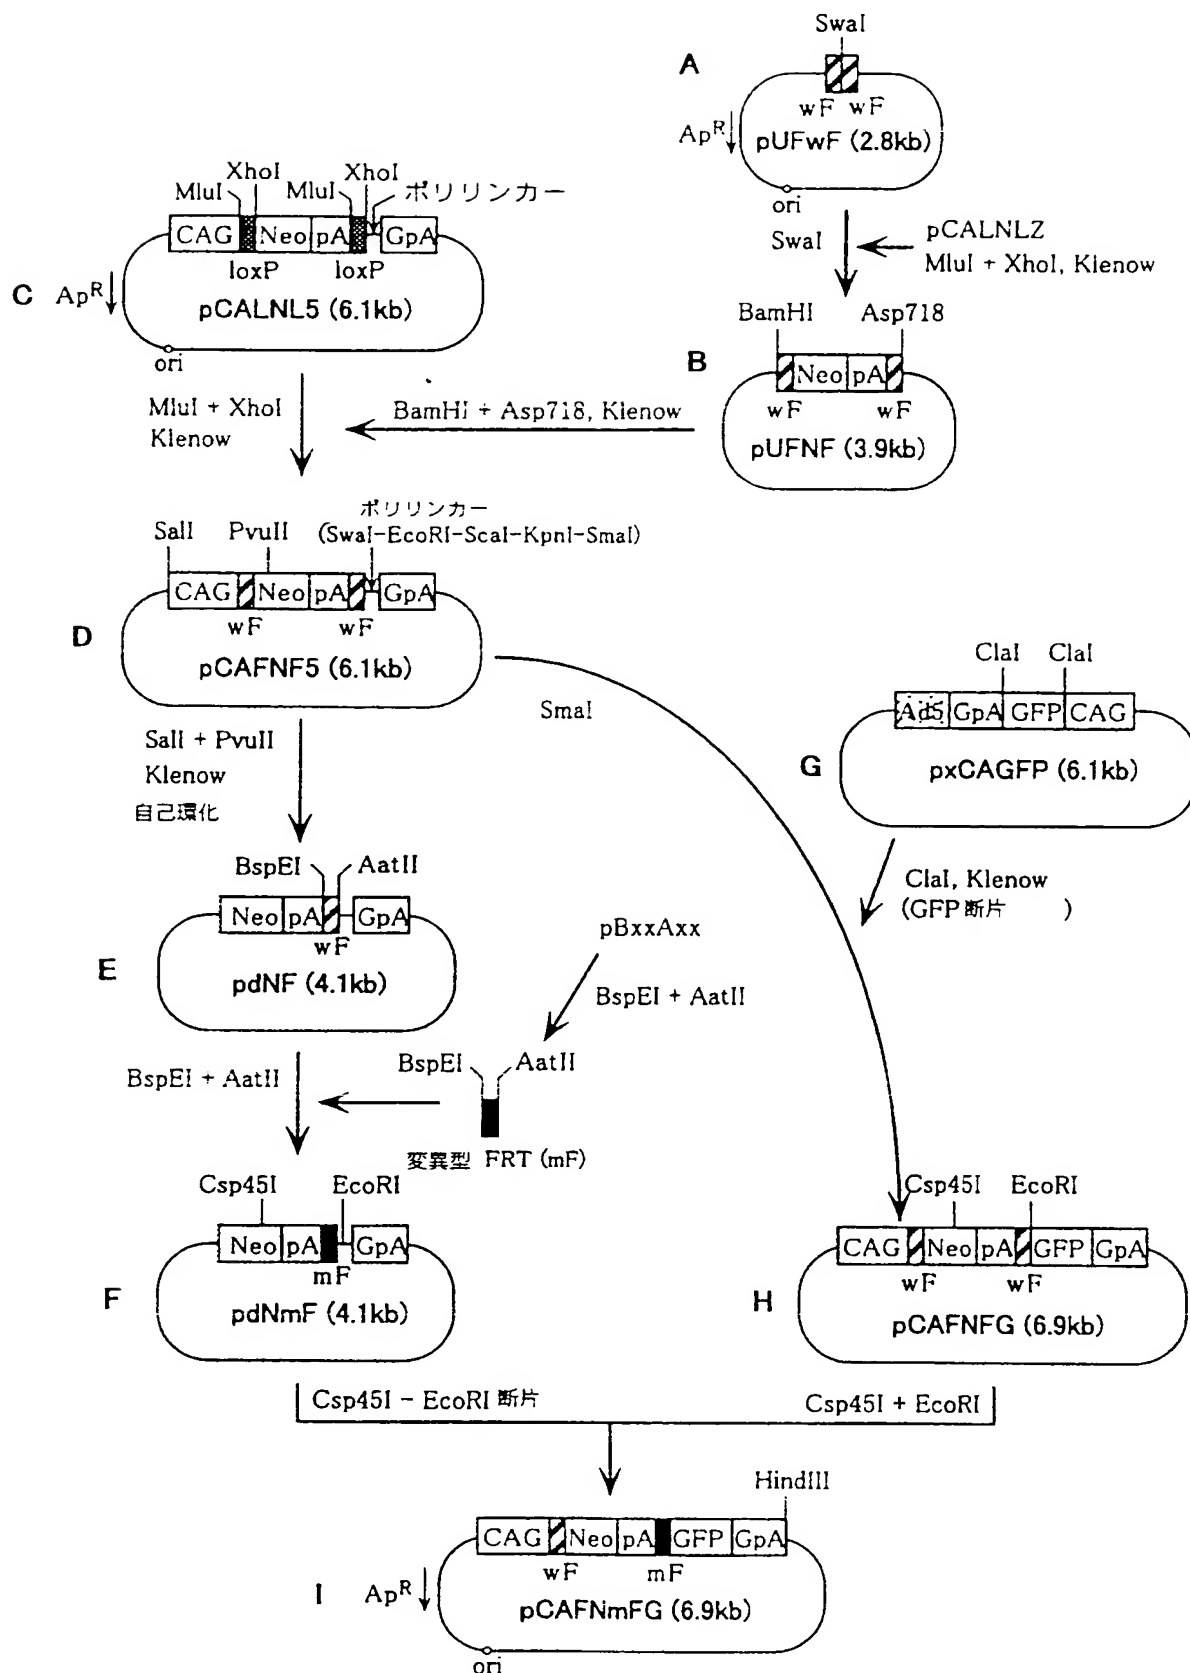 A
SwaI
wF wF
ApR
pUFwF (2.8kb)
ori
SwaI
pCALNLZ
MluI + XhoI, Klenow
C
MluI XhoI MluI XhoI ポリリンカー
CAG Neo pA GpA
loxP loxP
ApR
pCALNL5 (6.1kb)
ori
MluI + XhoI
Klenow
BamHI + Asp718, Klenow
B
BamHI Asp718
Neo pA
wF wF
pUFNF (3.9kb)
D
ポリリンカー
SalI PvuII (SwaI-EcoRI-ScaI-KpnI-SmaI)
CAG Neo pA GpA
wF wF
pCAFNF5 (6.1kb)
SalI + PvuII
Klenow
自己環化
SmaI
G
ClaI ClaI
Ad5 GpA GFP CAG
pxCAGFP (6.1kb)
ClaI, Klenow
(GFP 断片 )
E
BspEI AatII
Neo pA GpA
wF
pdNF (4.1kb)
BspEI + AatII
pBxxAxx
BspEI + AatII
BspEI AatII
変異型 FRT (mF)
F
Csp45I EcoRI
Neo pA GpA
mF
pdNmF (4.1kb)
H
Csp45I EcoRI
CAG Neo pA GFP GpA
wF wF
pCAFNFG (6.9kb)
Csp45I - EcoRI 断片
Csp45I + EcoRI
I
HindIII
CAG Neo pA GFP GpA
wF mF
ApR
pCAFNmFG (6.9kb)
ori